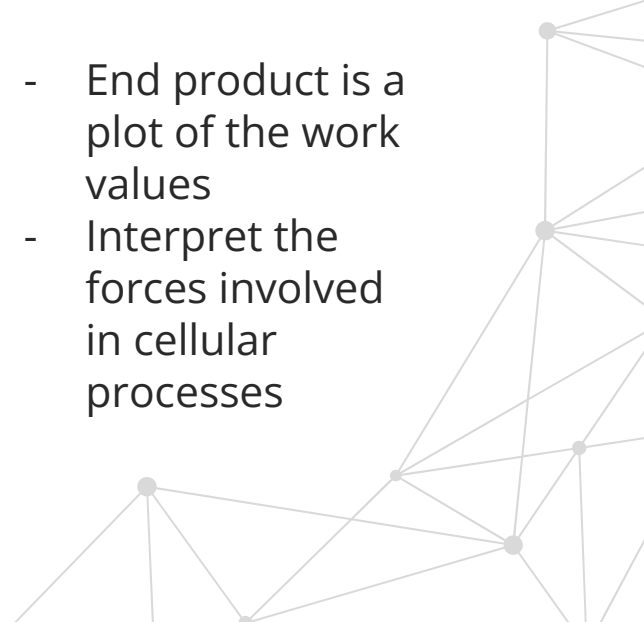 - End product is a
plot of the work
values
- Interpret the
forces involved
in cellular
processes